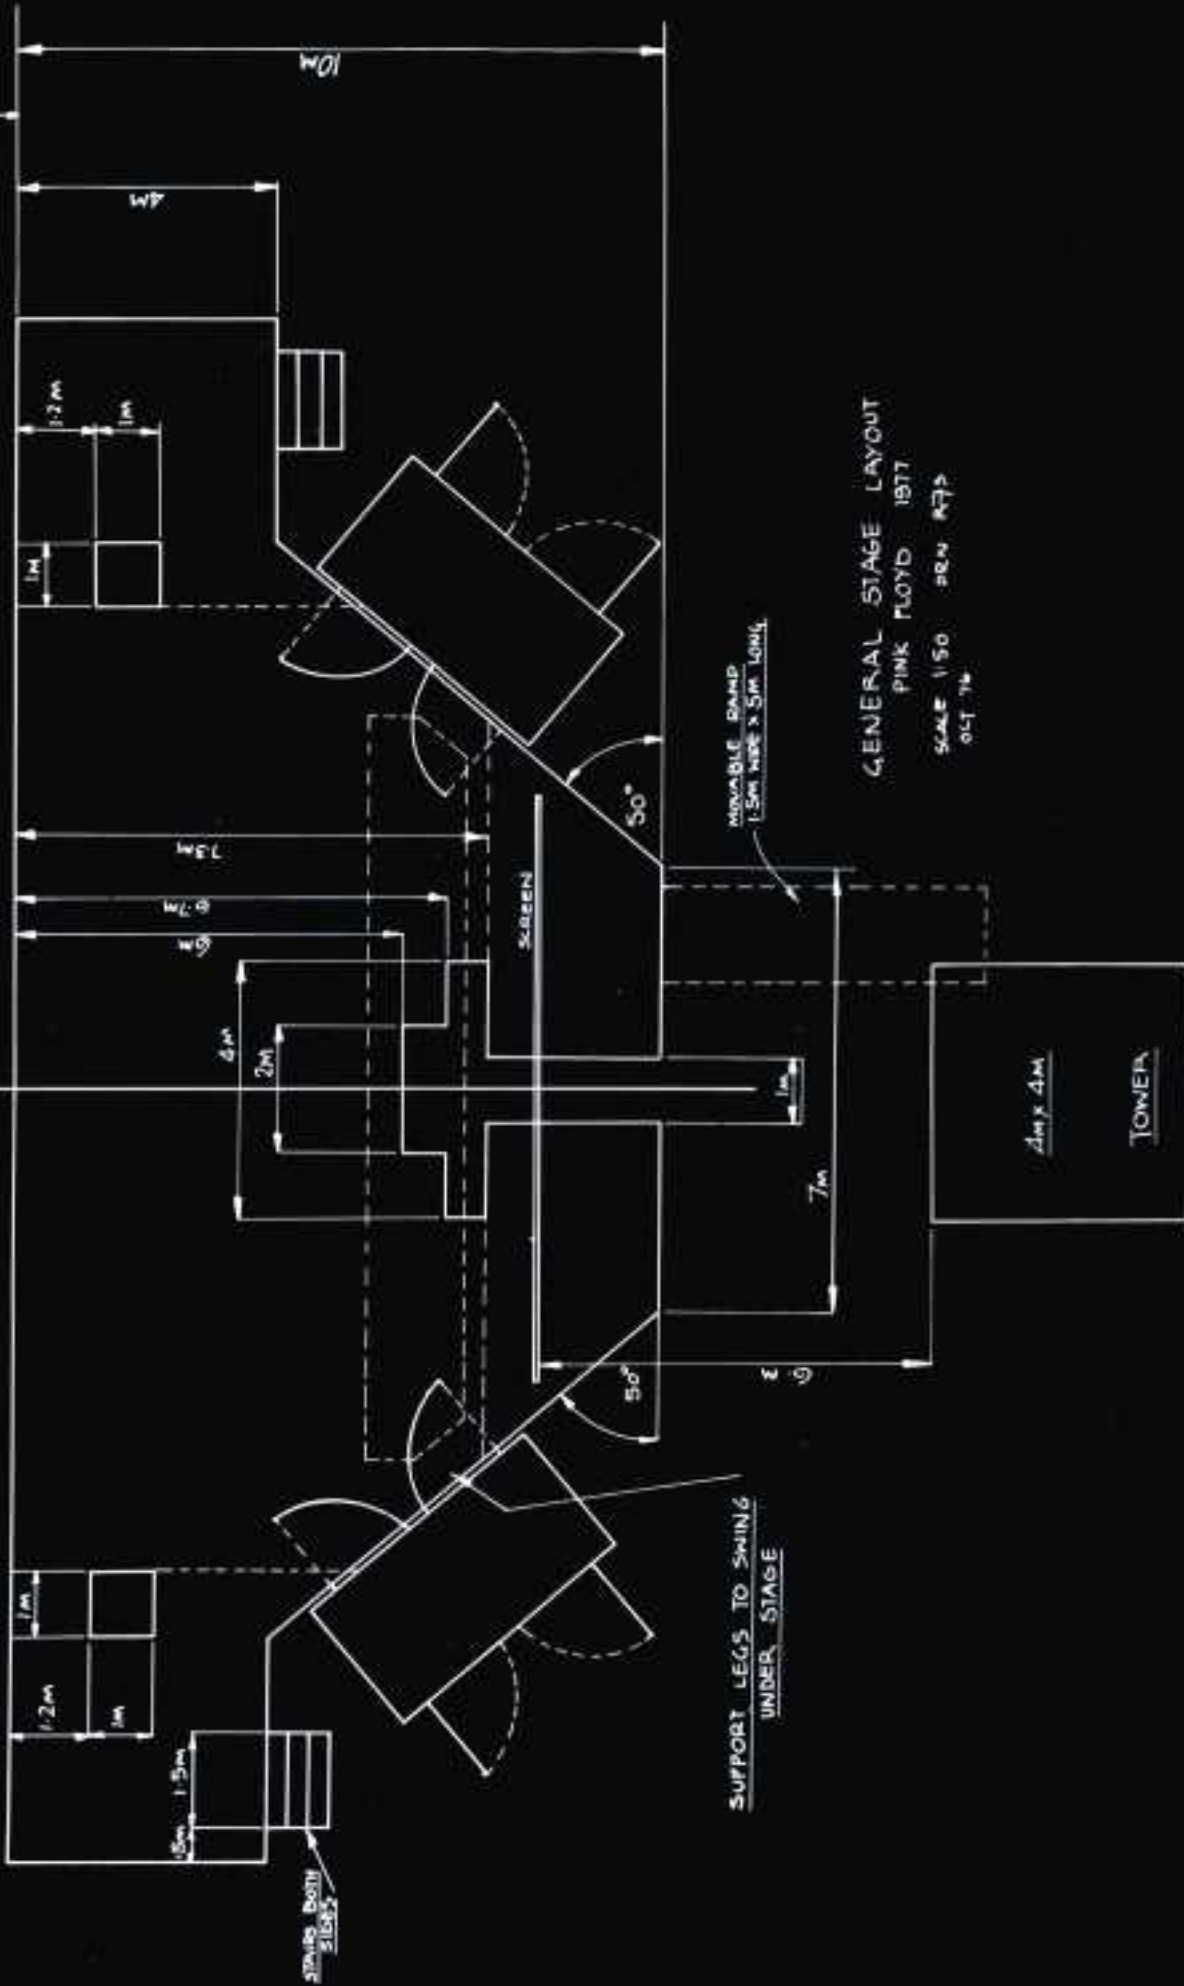 1M
1M
1.2M
10M
1.2M
4M
1M
1M
.5M
1.5M
4M
2M
7.3M
6.7M
6M
STAIRS BOTH
SIDES
SCREEN
50°
50°
SUPPORT LEGS TO SWING
UNDER STAGE
MOVABLE RAMP
1.5M WIDE X 5M LONG
1M
7M
GENERAL STAGE LAYOUT
PINK FLOYD 1977
SCALE 1:50 DRN
OCT 76
4M X 4M
TOWER